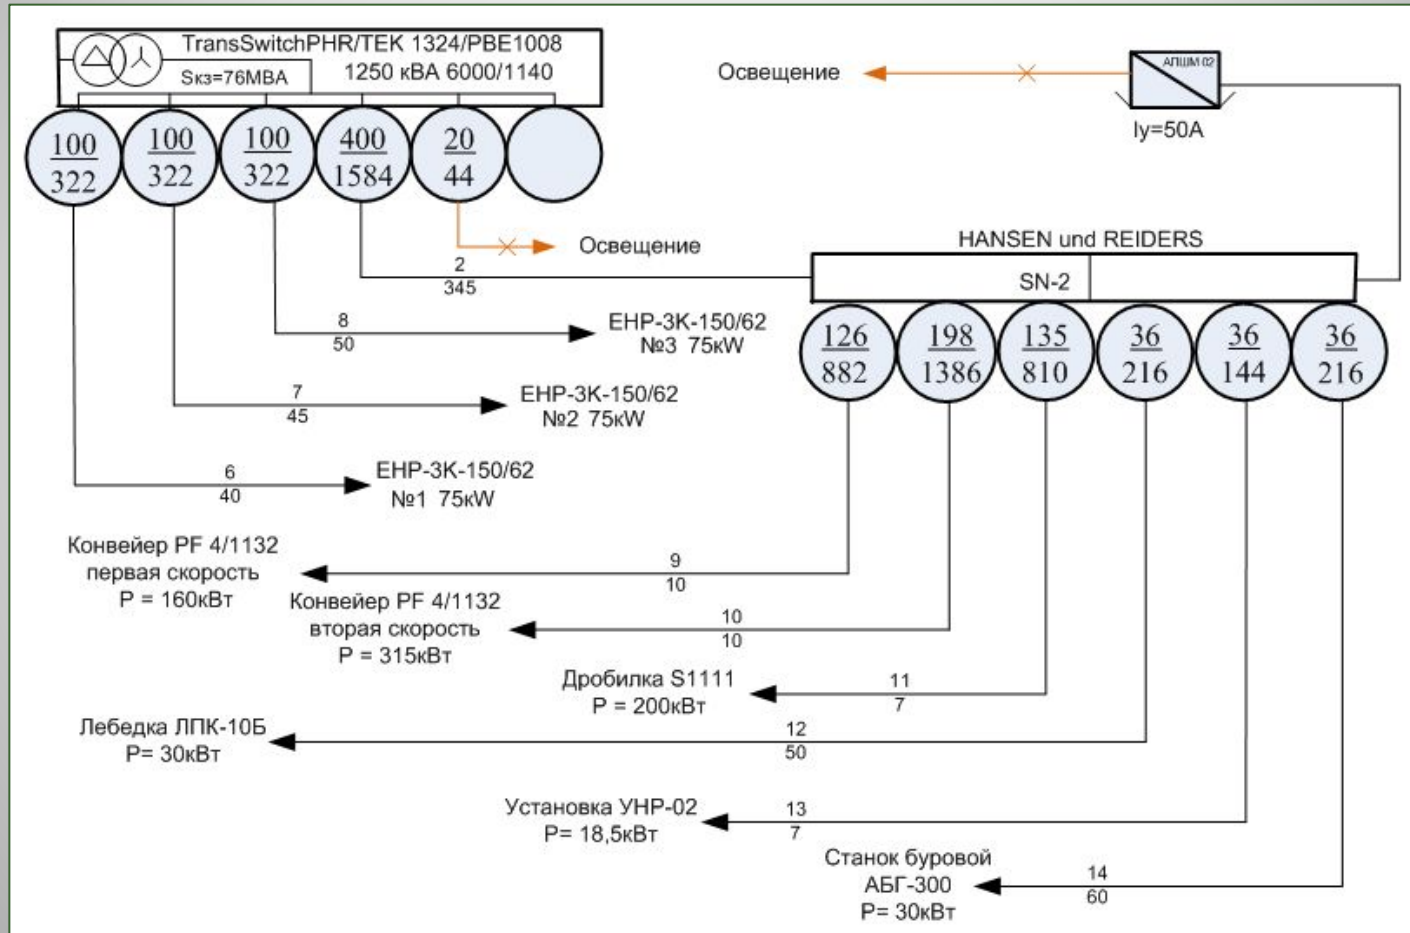 TransSwitchPHR/TEK 1324/PBE1008
Sкз=76МВА
1250 кВА 6000/1140
100
322
100
322
100
322
400
1584
20
44
Освещение
АПШМ 02
Iу=50А
Освещение
2
345
HANSEN und REIDERS
SN-2
126
882
198
1386
135
810
36
216
36
144
36
216
8
50
EHP-3K-150/62
№3 75кW
7
45
EHP-3K-150/62
№2 75кW
6
40
EHP-3K-150/62
№1 75кW
Конвейер PF 4/1132
первая скорость
P = 160кВт
9
10
Конвейер PF 4/1132
вторая скорость
P = 315кВт
10
10
Дробилка S1111
P = 200кВт
11
7
Лебедка ЛПК-10Б
P= 30кВт
12
50
Установка УНР-02
P= 18,5кВт
13
7
Станок буровой
АБГ-300
P= 30кВт
14
60